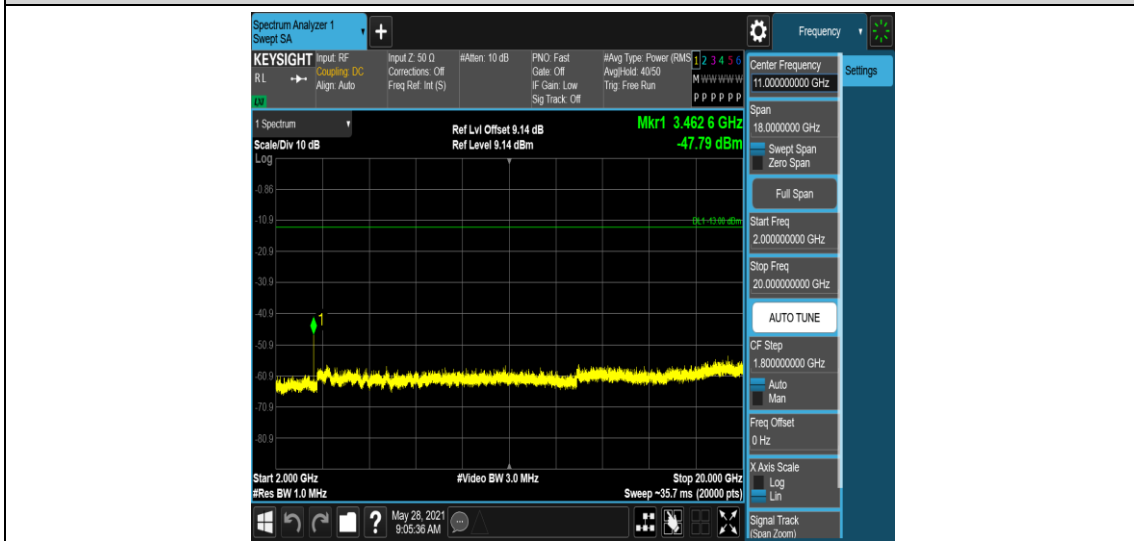 Spectrum Analyzer 1
Swept SA
+
Frequency
KEYSIGHT Input: RF Input Z: 50 Ω #Atten: 10 dB PNO: Fast #Avg Type: Power (RMS 1 2 3 4 5 6
RL Coupling: DC Corrections: Off Gate: Off Avg|Hold: 40/50 M W W W W W
Align: Auto Freq Ref: Int (S) IF Gain: Low Trig: Free Run
Sig Track: Off P P P P P P
LXI
Center Frequency
11.000000000 GHz
Settings
1 Spectrum
Ref Lvl Offset 9.14 dB
Mkr1 3.462 6 GHz
Scale/Div 10 dB
Ref Level 9.14 dBm
-47.79 dBm
Log
-0.86
-10.9
DL1 -13.00 dBm
-20.9
-30.9
-40.9
1
-50.9
-60.9
-70.9
-80.9
Start 2.000 GHz
#Video BW 3.0 MHz
Stop 20.000 GHz
#Res BW 1.0 MHz
Sweep ~35.7 ms (20000 pts)
Span
18.0000000 GHz
Swept Span
Zero Span
Full Span
Start Freq
2.000000000 GHz
Stop Freq
20.000000000 GHz
AUTO TUNE
CF Step
1.800000000 GHz
Auto
Man
Freq Offset
0 Hz
X Axis Scale
Log
Lin
Signal Track
(Span Zoom)
?
May 28, 2021
9:05:36 AM